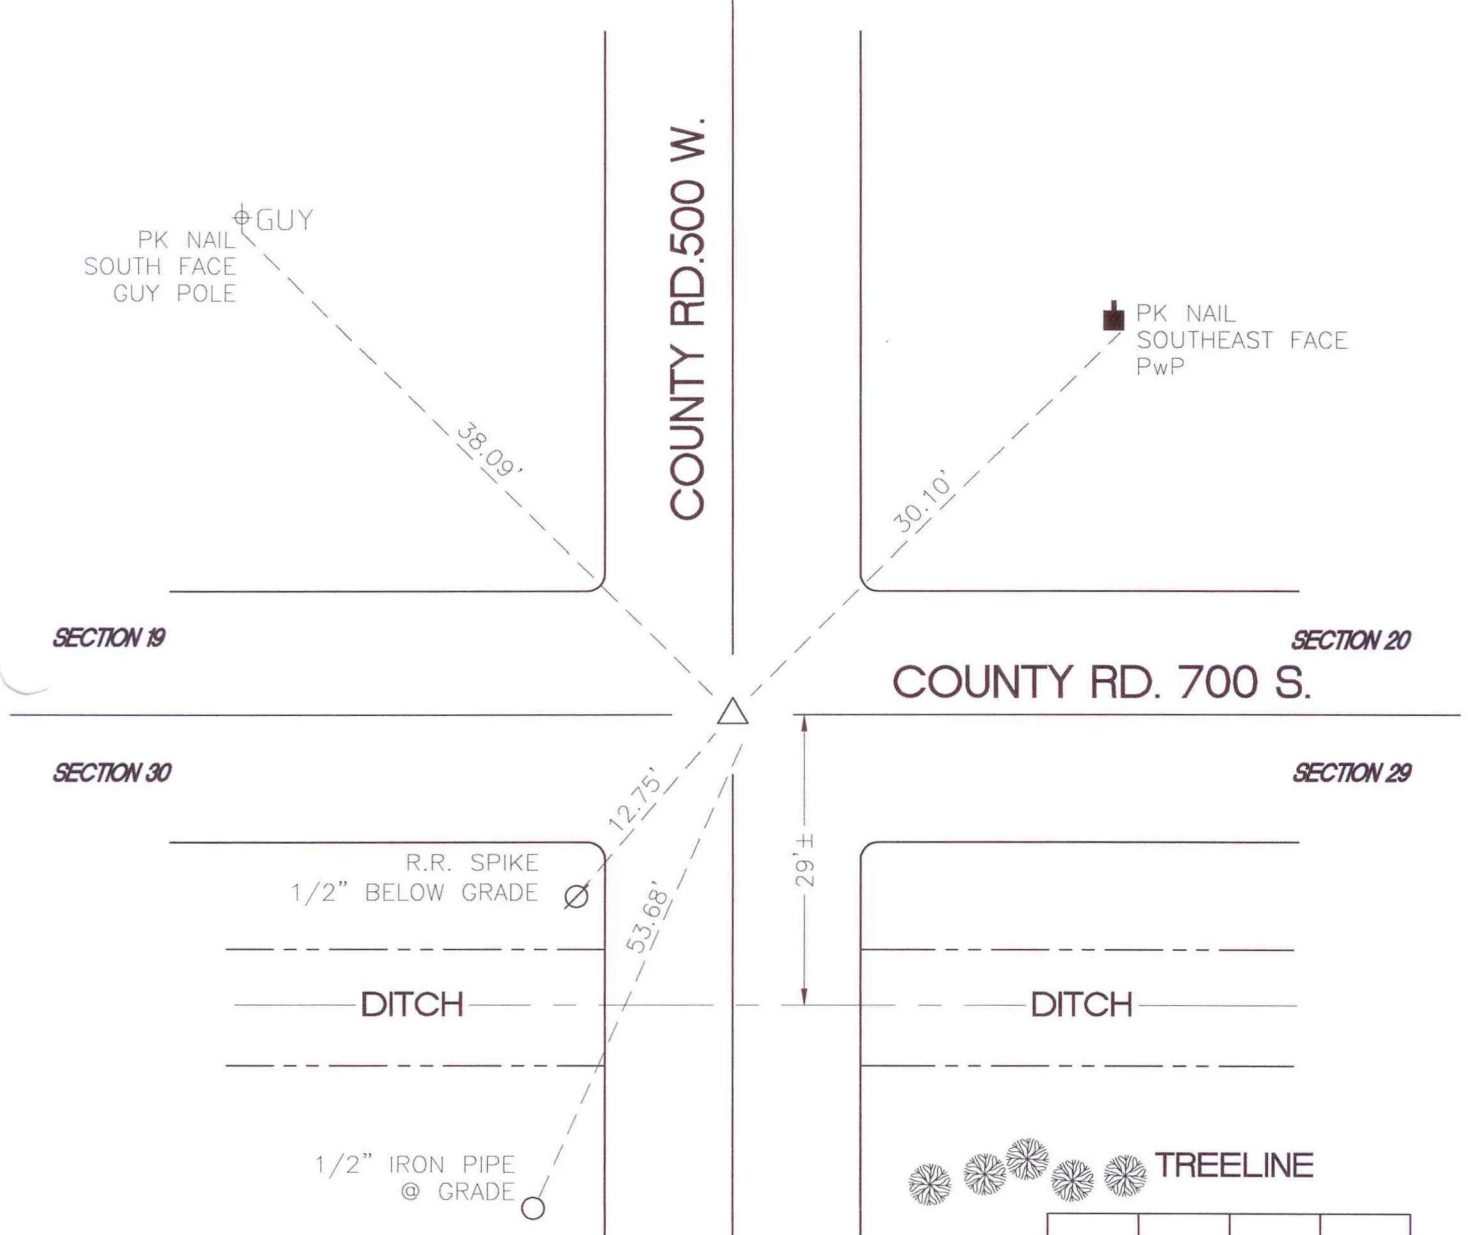 COUNTY RD.500 W.
GUY
PK NAIL
SOUTH FACE
GUY POLE
PK NAIL
SOUTHEAST FACE
PwP
38.09'
30.10'
SECTION 19
SECTION 20
COUNTY RD. 700 S.
SECTION 30
SECTION 29
12.75'
29'±
R.R. SPIKE
1/2" BELOW GRADE
53.68'
DITCH
DITCH
1/2" IRON PIPE
@ GRADE
TREELINE